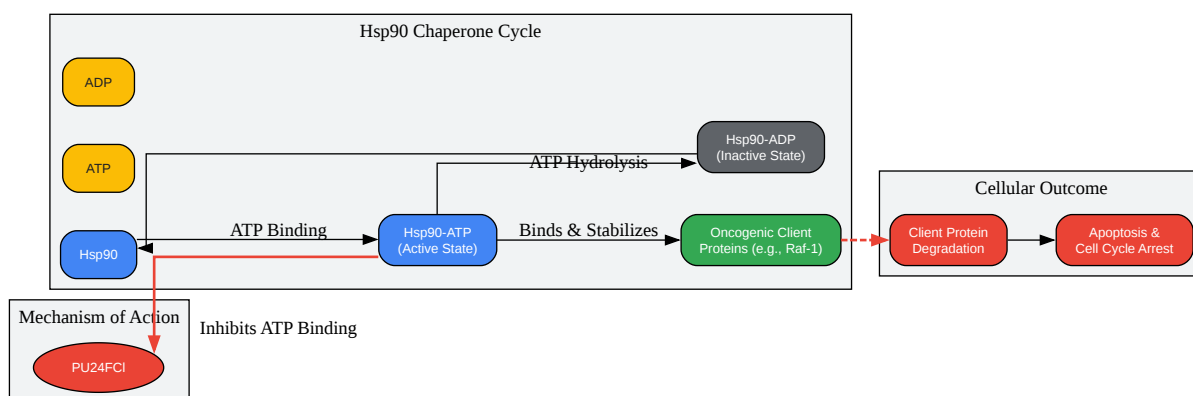 Hsp90 Chaperone Cycle
ADP
ATP
Hsp90
ATP Binding
Hsp90-ATP
(Active State)
ATP Hydrolysis
Hsp90-ADP
(Inactive State)
Binds & Stabilizes
Oncogenic Client
Proteins (e.g., Raf-1)
Cellular Outcome
Client Protein
Degradation
Apoptosis &
Cell Cycle Arrest
Mechanism of Action
Inhibits ATP Binding
PU24FCl